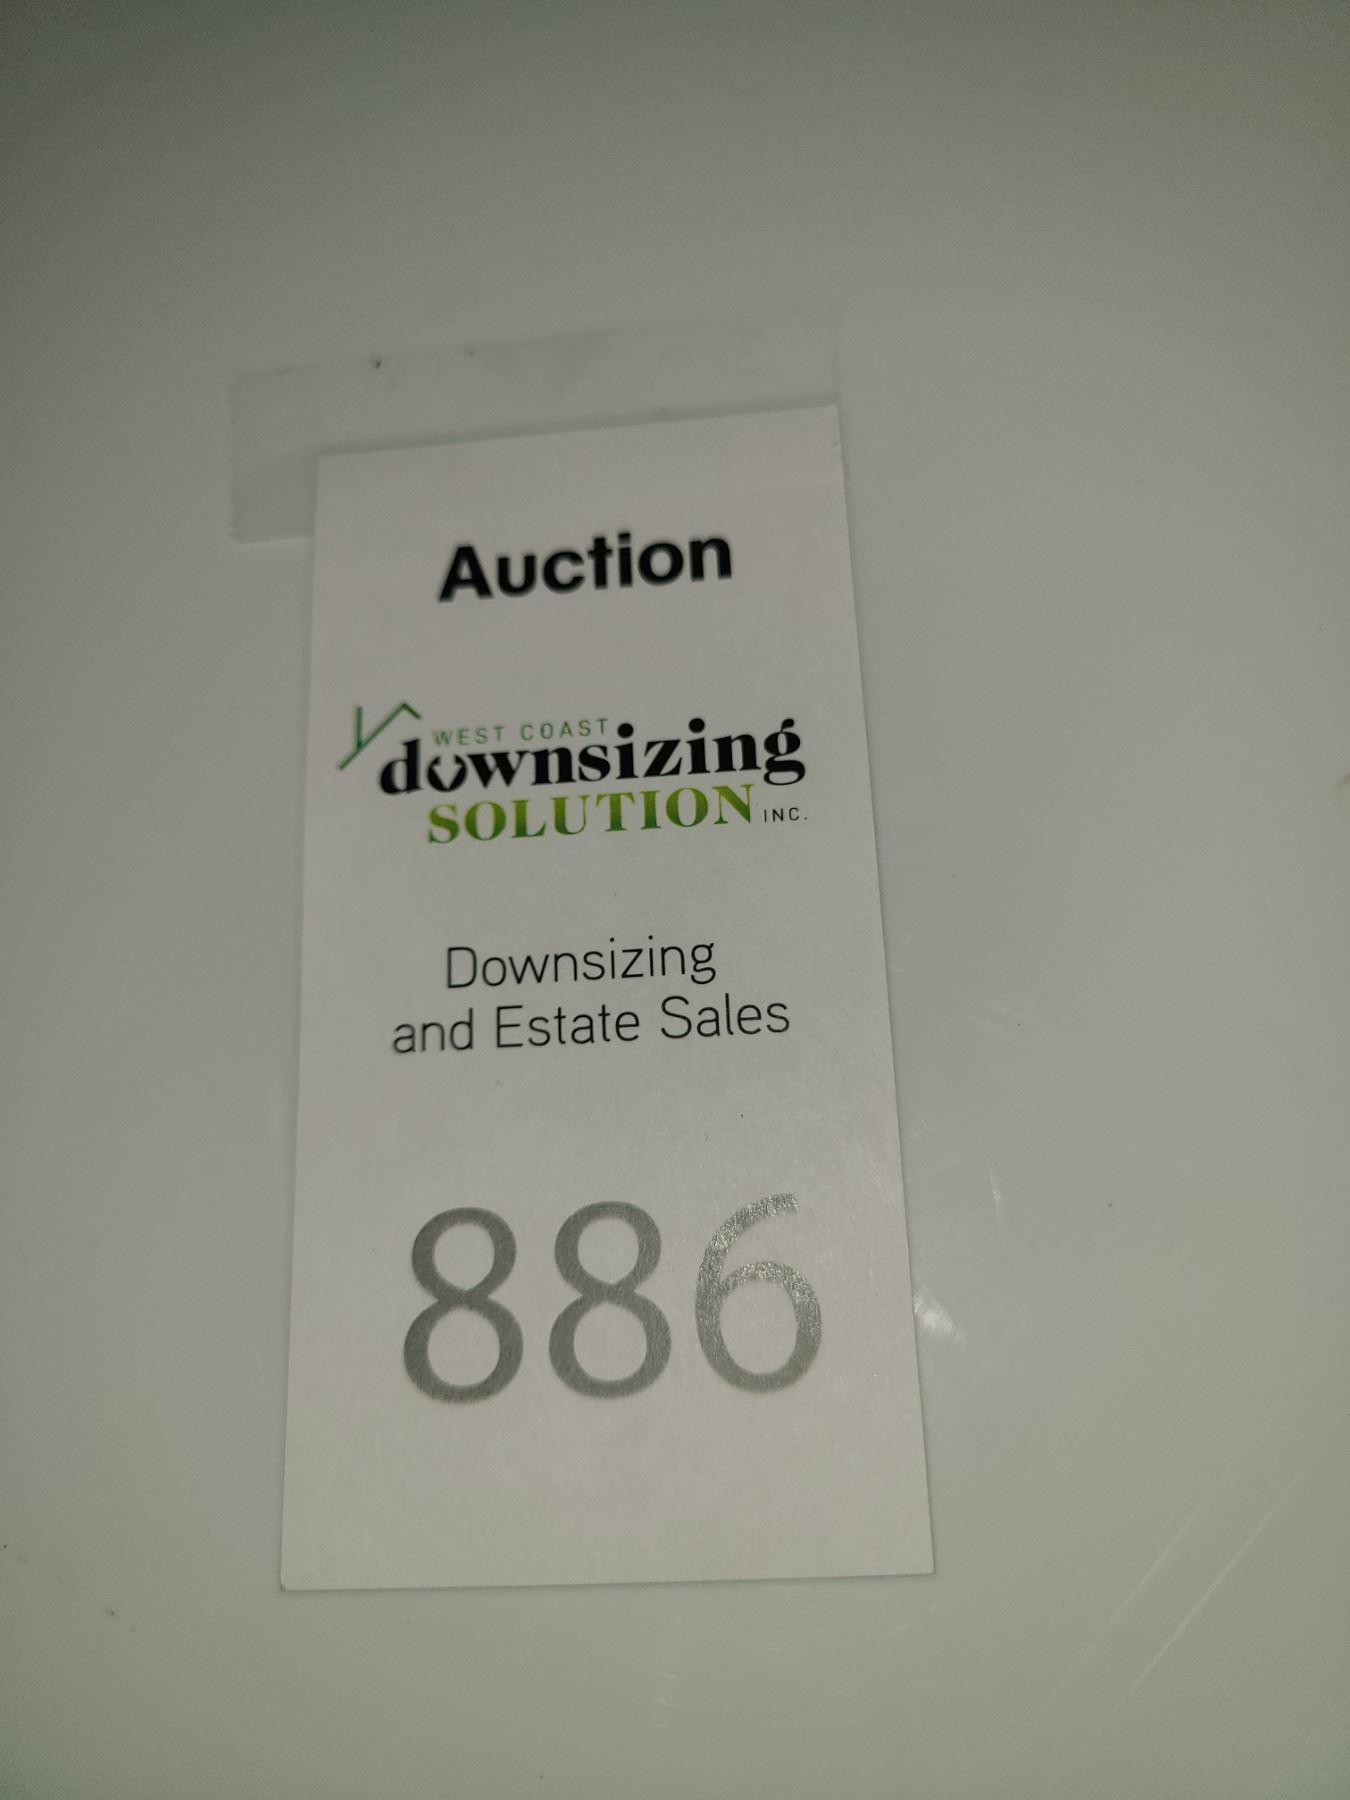 Auction
WEST COAST
downsizing
SOLUTION INC.
Downsizing
and Estate Sales
886